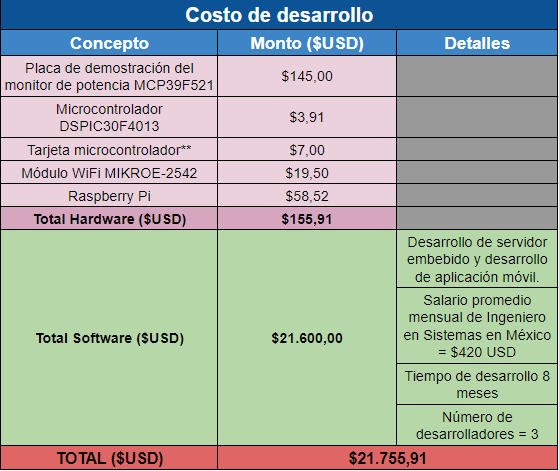 Costo de desarrollo
Concepto Monto ($USD) Detalles
Placa de demostración del
monitor de potencia MCP39F521 $145,00
Microcontrolador
DSPIC30F4013 $3,91
Tarjeta microcontrolador** $7,00
Módulo WiFi MIKROE-2542 $19,50
Raspberry Pi $58,52
Total Hardware ($USD) $155,91
Total Software ($USD) $21.600,00
Desarrollo de servidor
embebido y desarrollo
de aplicación móvil.
Salario promedio
mensual de Ingeniero
en Sistemas en México
= $420 USD
Tiempo de desarrollo 8
meses
Número de
desarrolladores = 3
TOTAL ($USD) $21.755,91